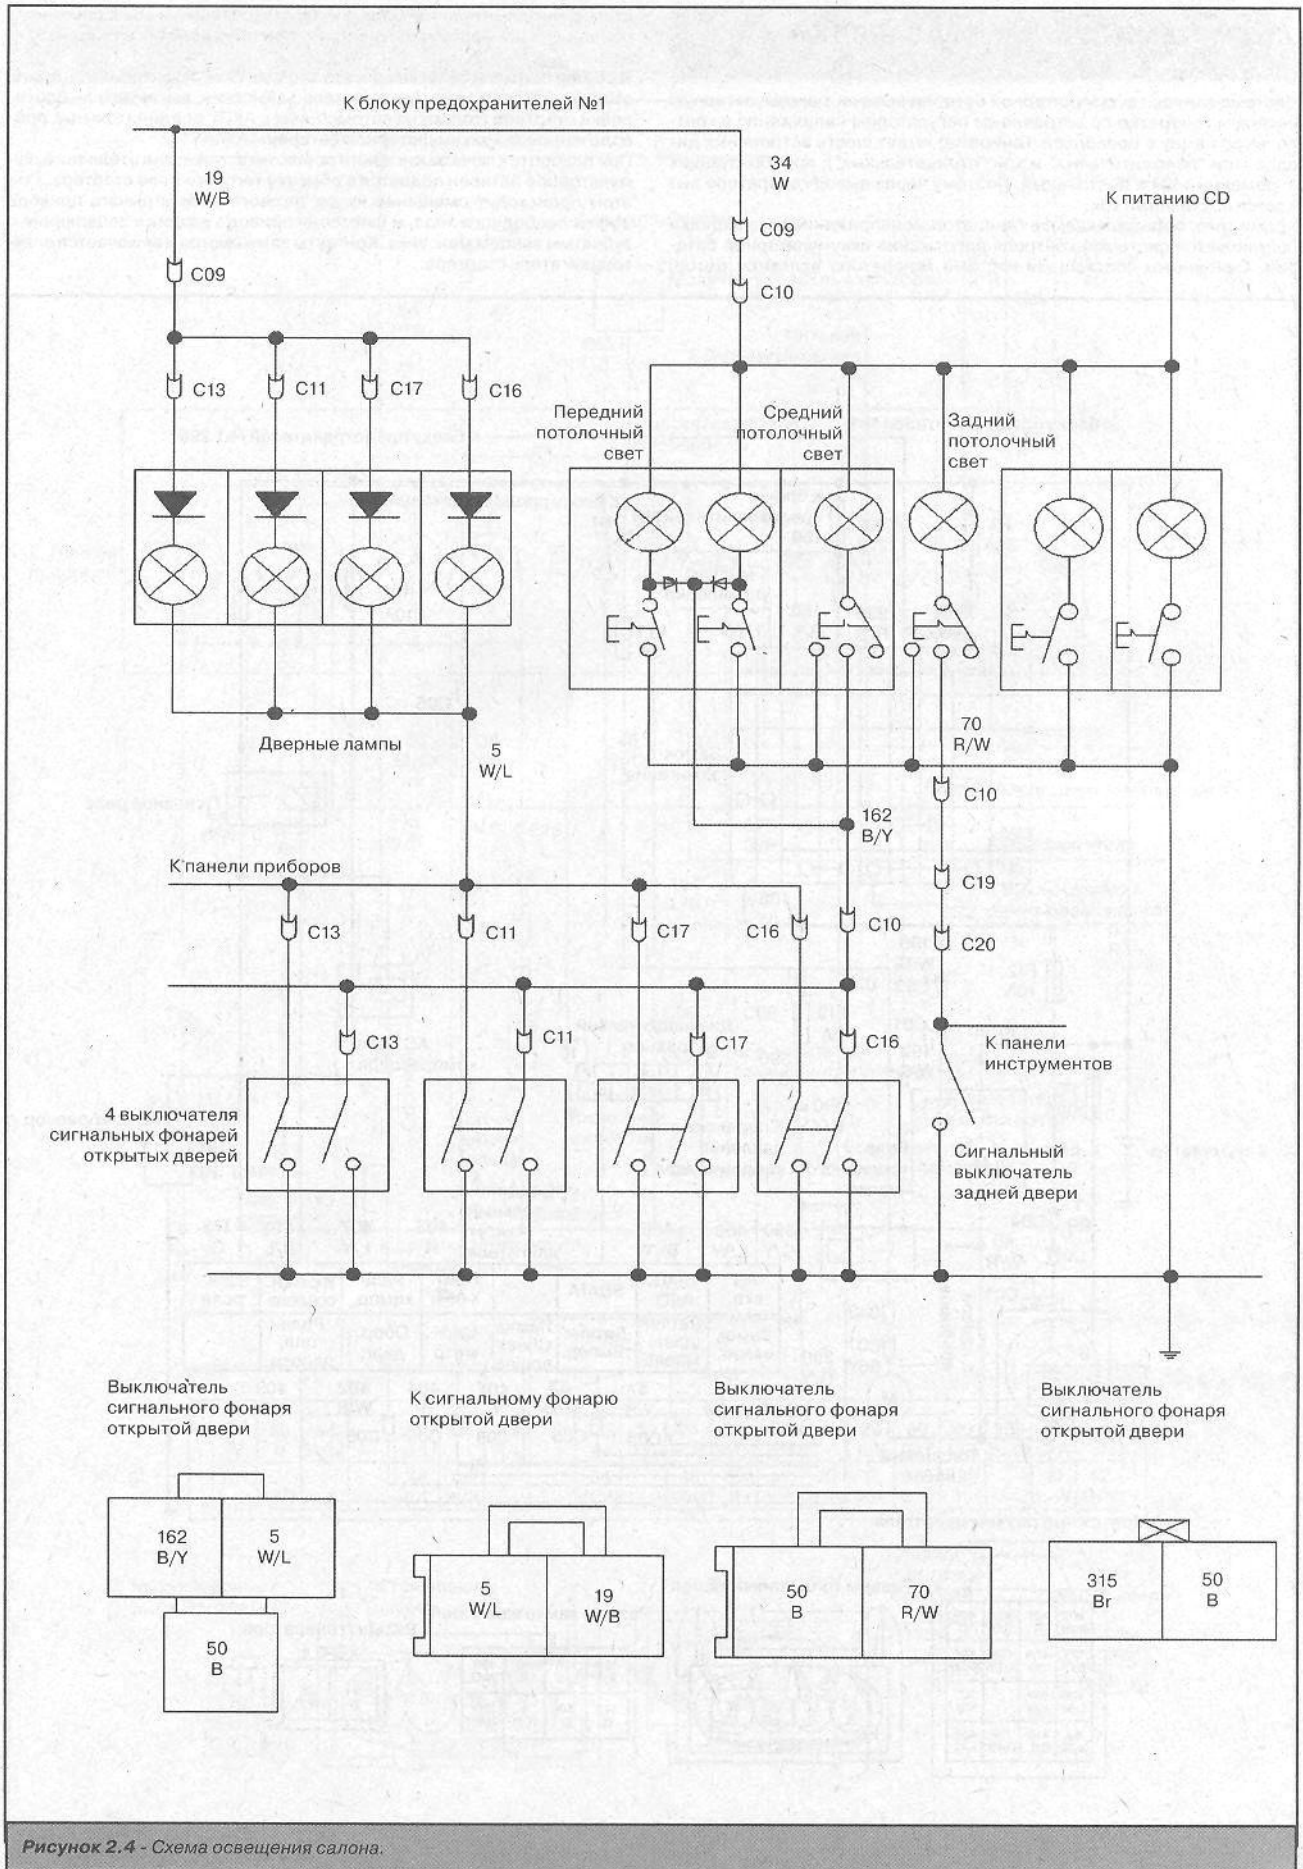 К блоку предохранителей №1
19
W/B
34
W
К питанию CD
C09
C09
C10
C13
C11
C17
C16
Передний
потолочный
свет
Средний
потолочный
свет
Задний
потолочный
свет
Дверные лампы
5
W/L
70
R/W
C10
162
B/Y
К панели приборов
C19
C13
C11
C17
C16
C10
C20
C13
C11
C17
C16
К панели
инструментов
4 выключателя
сигнальных фонарей
открытых дверей
Сигнальный
выключатель
задней двери
Выключатель
сигнального фонаря
открытой двери
К сигнальному фонарю
открытой двери
Выключатель
сигнального фонаря
открытой двери
Выключатель
сигнального фонаря
открытой двери
162
B/Y
5
W/L
50
B
5
W/L
19
W/B
50
B
70
R/W
315
Br
50
B
Рисунок 2.4 - Схема освещения салона.